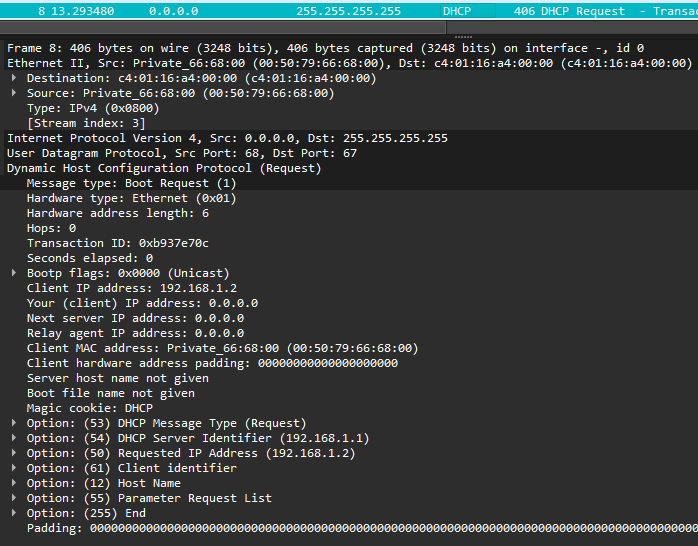 8 13.293480 0.0.0.0 255.255.255.255 DHCP 406 DHCP Request - Transac
Frame 8: 406 bytes on wire (3248 bits), 406 bytes captured (3248 bits) on interface -, id 0
Ethernet II, Src: Private_66:68:00 (00:50:79:66:68:00), Dst: c4:01:16:a4:00:00 (c4:01:16:a4:00:00)
Destination: c4:01:16:a4:00:00 (c4:01:16:a4:00:00)
Source: Private_66:68:00 (00:50:79:66:68:00)
Type: IPv4 (0x0800)
[Stream index: 3]
Internet Protocol Version 4, Src: 0.0.0.0, Dst: 255.255.255.255
User Datagram Protocol, Src Port: 68, Dst Port: 67
Dynamic Host Configuration Protocol (Request)
Message type: Boot Request (1)
Hardware type: Ethernet (0x01)
Hardware address length: 6
Hops: 0
Transaction ID: 0xb937e70c
Seconds elapsed: 0
Bootp flags: 0x0000 (Unicast)
Client IP address: 192.168.1.2
Your (client) IP address: 0.0.0.0
Next server IP address: 0.0.0.0
Relay agent IP address: 0.0.0.0
Client MAC address: Private_66:68:00 (00:50:79:66:68:00)
Client hardware address padding: 00000000000000000000
Server host name not given
Boot file name not given
Magic cookie: DHCP
Option: (53) DHCP Message Type (Request)
Option: (54) DHCP Server Identifier (192.168.1.1)
Option: (50) Requested IP Address (192.168.1.2)
Option: (61) Client identifier
Option: (12) Host Name
Option: (55) Parameter Request List
Option: (255) End
Padding: 000000000000000000000000000000000000000000000000000000000000000000000000000000000000000